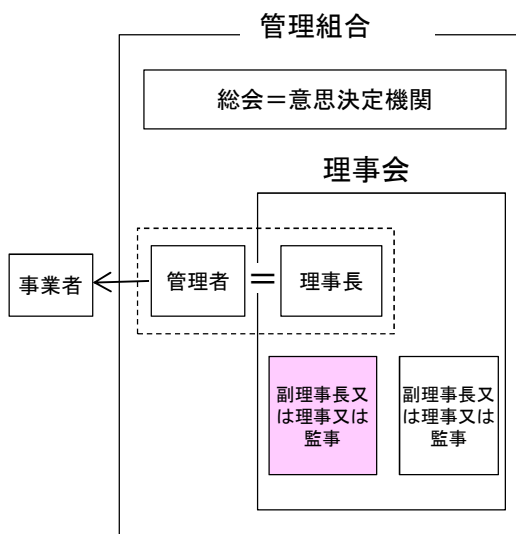 管理組合
総会＝意思決定機関
理事会
事業者
管理者
＝
理事長
副理事長又
は理事又は
監事
副理事長又
は理事又は
監事